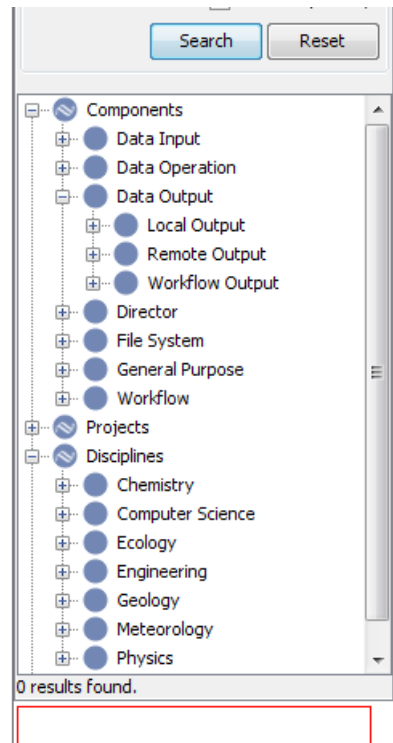 Search Reset
Components
Data Input
Data Operation
Data Output
Local Output
Remote Output
Workflow Output
Director
File System
General Purpose
Workflow
Projects
Disciplines
Chemistry
Computer Science
Ecology
Engineering
Geology
Meteorology
Physics
0 results found.